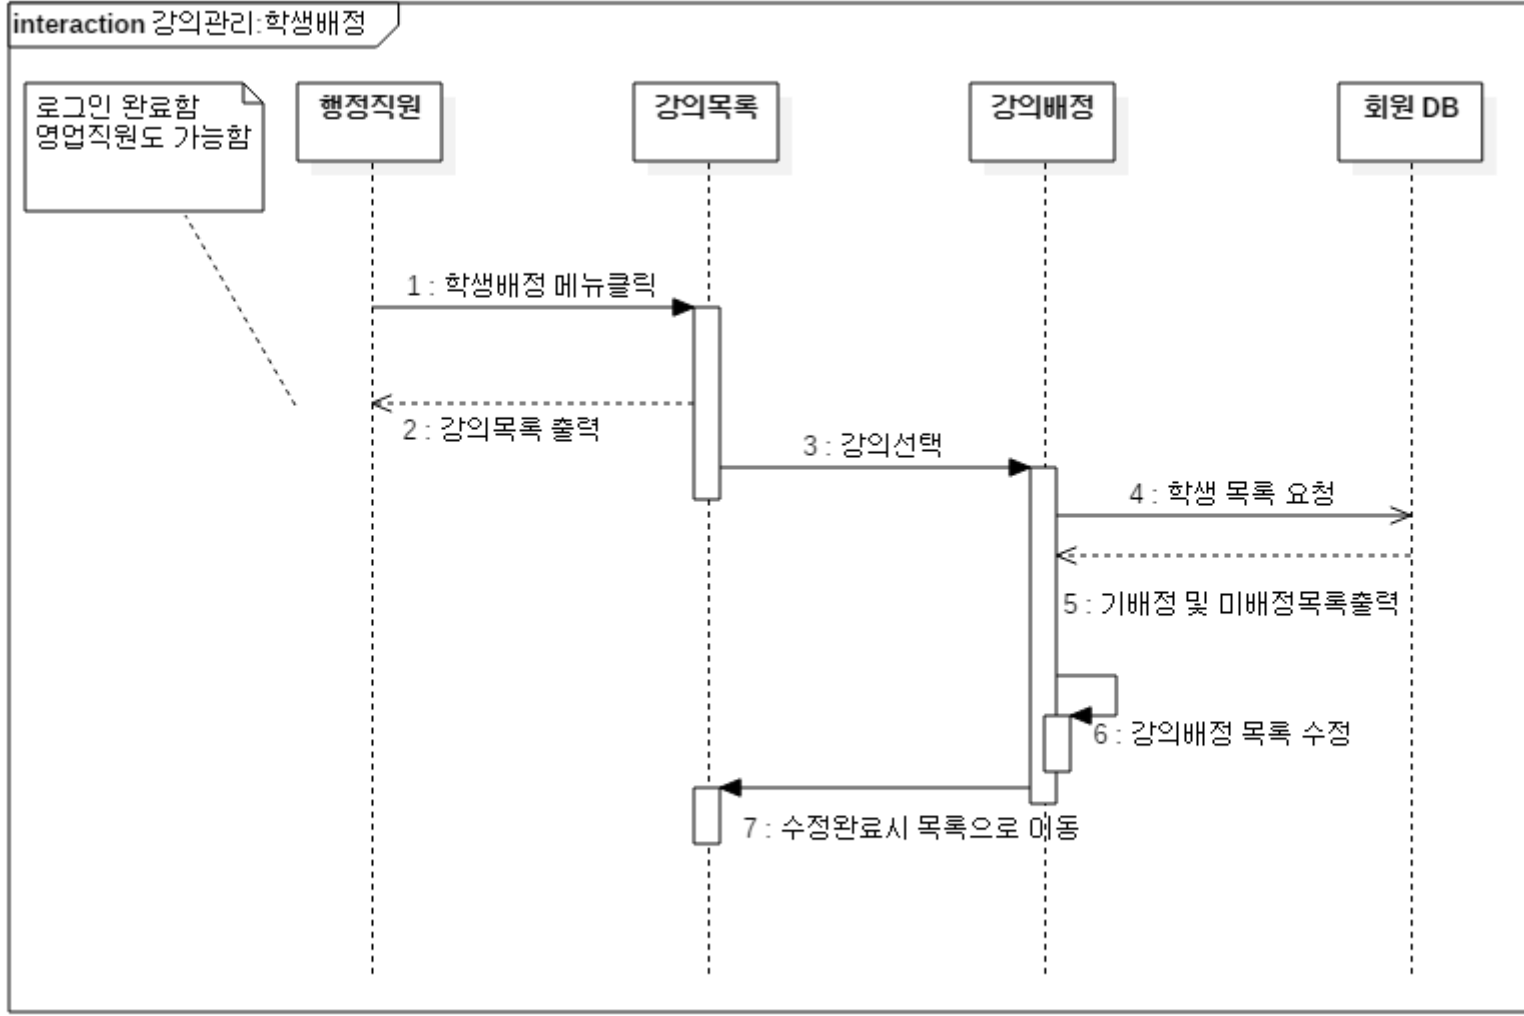 interaction 강의관리:학생배정
로그인 완료함
영업직원도 가능함
행정직원
강의목록
강의배정
회원 DB
1 : 학생배정 메뉴클릭
2 : 강의목록 출력
3 : 강의선택
4 : 학생 목록 요청
5 : 기배정 및 미배정목록출력
6 : 강의배정 목록 수정
7 : 수정완료시 목록으로 이동